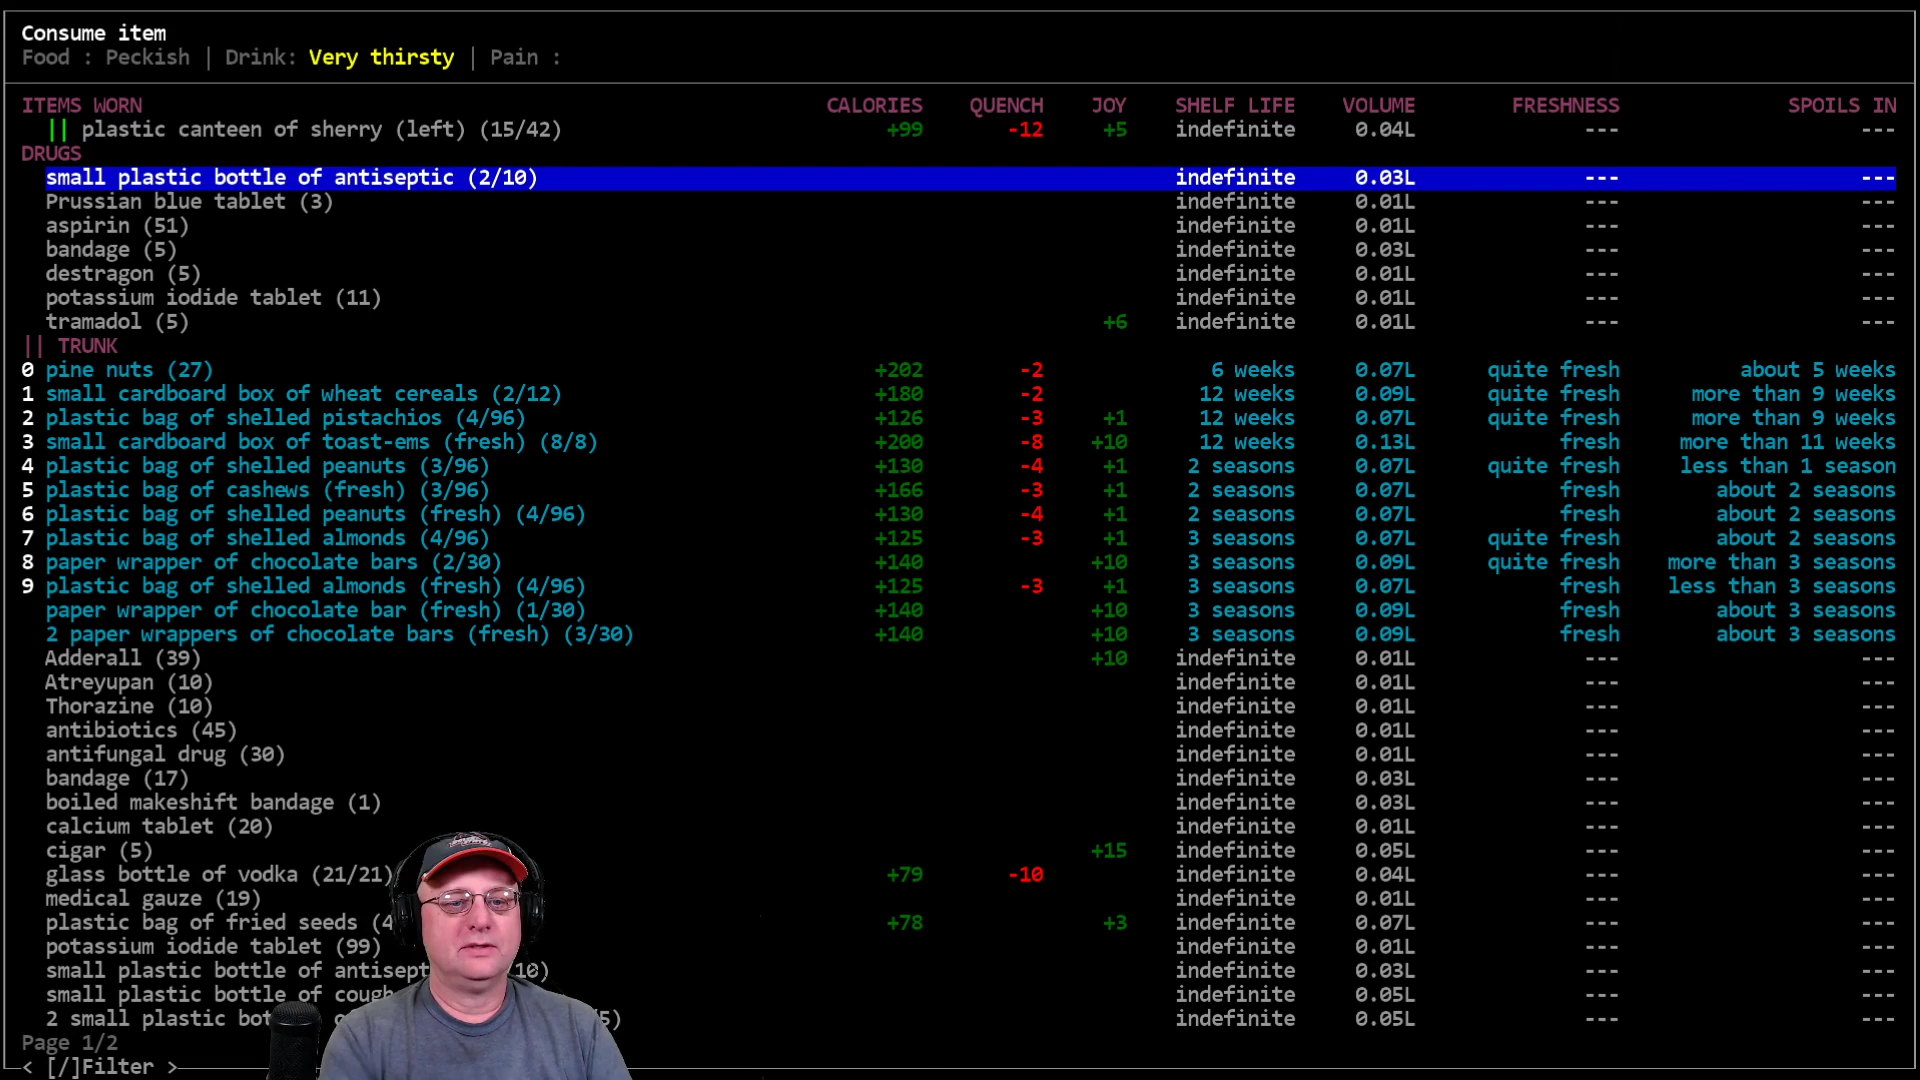 Consume item
Food : Peckish | Drink: Very thirsty | Pain :
ITEMS WORN CALORIES QUENCH JOY SHELF LIFE VOLUME FRESHNESS SPOILS IN
|| plastic canteen of sherry (left) (15/42) +99 -12 +5 indefinite 0.04L --- ---
DRUGS
small plastic bottle of antiseptic (2/10) indefinite 0.03L --- ---
Prussian blue tablet (3) indefinite 0.01L --- ---
aspirin (51) indefinite 0.01L --- ---
bandage (5) indefinite 0.03L --- ---
destragon (5) indefinite 0.01L --- ---
potassium iodide tablet (11) indefinite 0.01L --- ---
tramadol (5) +6 indefinite 0.01L --- ---
|| TRUNK
0 pine nuts (27) +202 -2 6 weeks 0.07L quite fresh about 5 weeks
1 small cardboard box of wheat cereals (2/12) +180 -2 12 weeks 0.09L quite fresh more than 9 weeks
2 plastic bag of shelled pistachios (4/96) +126 -3 +1 12 weeks 0.07L quite fresh more than 9 weeks
3 small cardboard box of toast-ems (fresh) (8/8) +200 -8 +10 12 weeks 0.13L fresh more than 11 weeks
4 plastic bag of shelled peanuts (3/96) +130 -4 +1 2 seasons 0.07L quite fresh less than 1 season
5 plastic bag of cashews (fresh) (3/96) +166 -3 +1 2 seasons 0.07L fresh about 2 seasons
6 plastic bag of shelled peanuts (fresh) (4/96) +130 -4 +1 2 seasons 0.07L fresh about 2 seasons
7 plastic bag of shelled almonds (4/96) +125 -3 +1 3 seasons 0.07L quite fresh about 2 seasons
8 paper wrapper of chocolate bars (2/30) +140 +10 3 seasons 0.09L quite fresh more than 3 seasons
9 plastic bag of shelled almonds (fresh) (4/96) +125 -3 +1 3 seasons 0.07L fresh less than 3 seasons
paper wrapper of chocolate bar (fresh) (1/30) +140 +10 3 seasons 0.09L fresh about 3 seasons
2 paper wrappers of chocolate bars (fresh) (3/30) +140 +10 3 seasons 0.09L fresh about 3 seasons
Adderall (39) +10 indefinite 0.01L --- ---
Atreyupan (10) indefinite 0.01L --- ---
Thorazine (10) indefinite 0.01L --- ---
antibiotics (45) indefinite 0.01L --- ---
antifungal drug (30) indefinite 0.01L --- ---
bandage (17) indefinite 0.03L --- ---
boiled makeshift bandage (1) indefinite 0.03L --- ---
calcium tablet (20) indefinite 0.01L --- ---
cigar (5) +15 indefinite 0.05L --- ---
glass bottle of vodka (21/21) +79 -10 indefinite 0.04L --- ---
medical gauze (19) indefinite 0.01L --- ---
plastic bag of fried seeds (4 +78 +3 indefinite 0.07L --- ---
potassium iodide tablet (99) indefinite 0.01L --- ---
small plastic bottle of antisept 10) indefinite 0.03L --- ---
small plastic bottle of cough indefinite 0.05L --- ---
2 small plastic bot 5) indefinite 0.05L --- ---
Page 1/2
< [/]Filter >